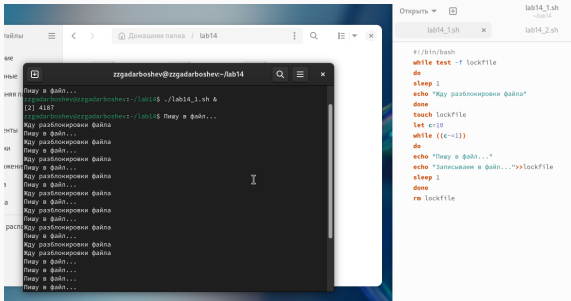 айлы
Домашняя папка / lab14
zzgadarboshev@zzgadarboshev:~/lab14
Пишу в файл...
zzgadarboshev@zzgadarboshev:~/lab14$ ./lab14_1.sh &
[2] 4187
zzgadarboshev@zzgadarboshev:~/lab14$ Пишу в файл...
Жду разблокировки файла
Пишу в файл...
Жду разблокировки файла
Пишу в файл...
Жду разблокировки файла
Пишу в файл...
Жду разблокировки файла
Пишу в файл...
Жду разблокировки файла
Пишу в файл...
Жду разблокировки файла
Пишу в файл...
Жду разблокировки файла
Пишу в файл...
Жду разблокировки файла
Жду разблокировки файла
Пишу в файл...
Пишу в файл...
Пишу в файл...
Пишу в файл...
Открыть
lab14_1.sh
~/lab14
lab14_1.sh
lab14_2.sh
#!/bin/bash
while test -f lockfile
do
sleep 1
echo "Жду разблокировки файла"
done
touch lockfile
let c=10
while ((c-=1))
do
echo "Пишу в файл..."
echo "Записываем в файл...">>lockfile
sleep 1
done
rm lockfile